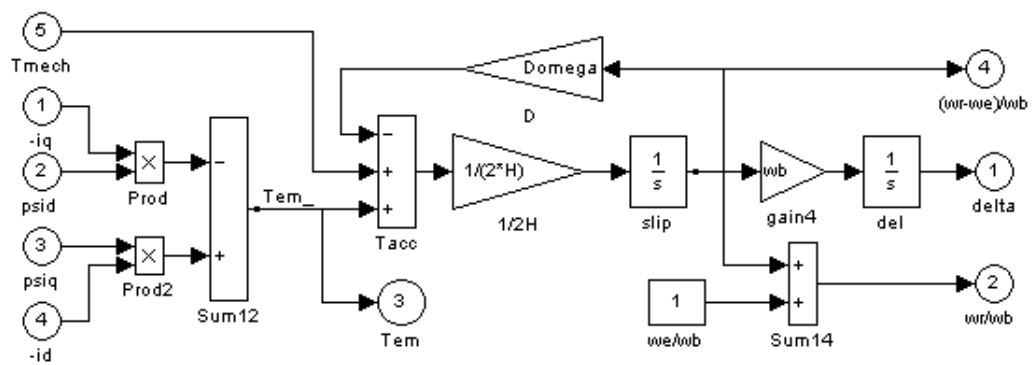 5
Tmech
1
-iq
2
psid
×
Prod
3
psiq
×
Prod2
4
-id
−
+
Sum12
Tem_
3
Tem
−
+
+
Tacc
Domega
D
1/(2*H)
1/2H
1
s
slip
wb
gain4
1
s
del
4
(wr-we)/wb
1
delta
1
we/wb
+
+
Sum14
2
wr/wb